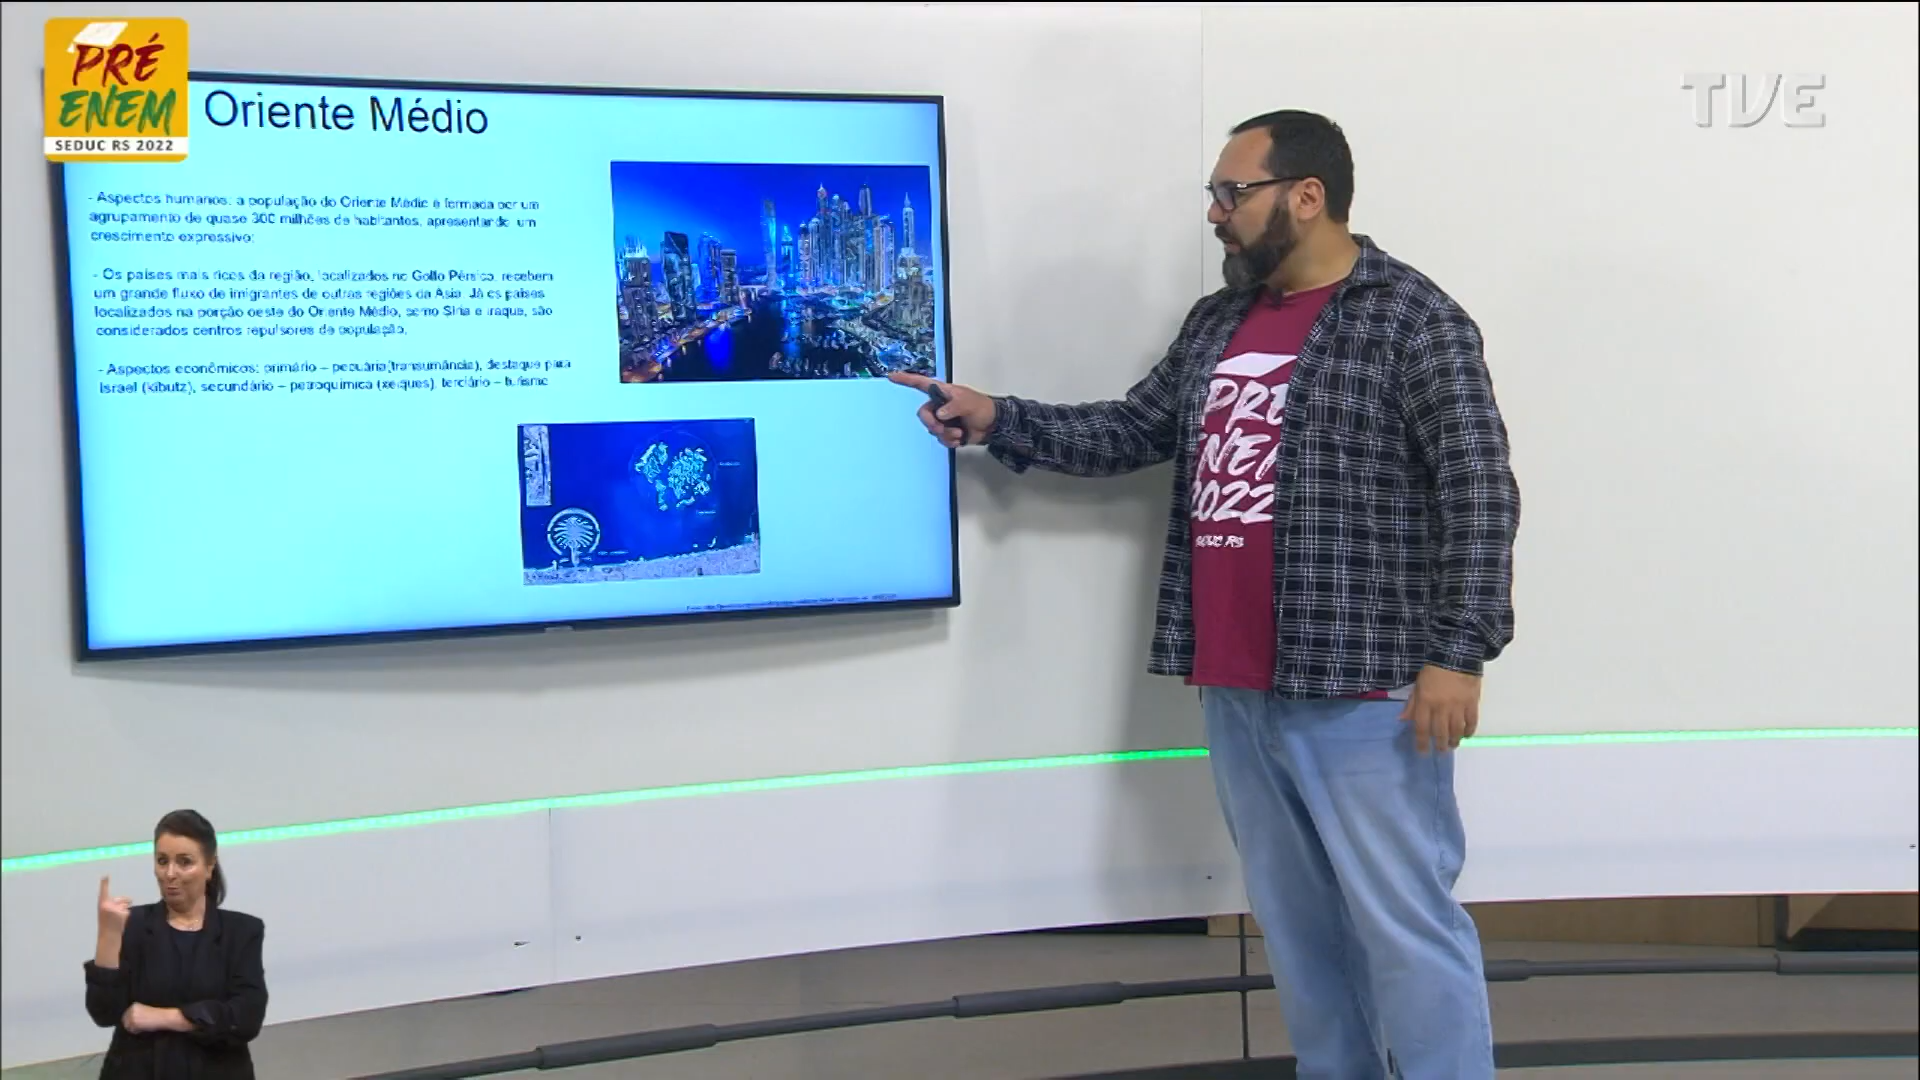 PRÉ
ENEM
SEDUC RS 2022
Oriente Médio
TVE
- Aspectos humanos: a população do Oriente Médio é formada por um
agrupamento de quase 300 milhões de habitantes, apresentando um
crescimento expressivo;
- Os países mais ricos da região, localizados no Golfo Pérsico, recebem
um grande fluxo de imigrantes de outras regiões da Ásia. Já os países
localizados na porção oeste do Oriente Médio, como Síria e Iraque, são
considerados centros repulsores de população.
- Aspectos econômicos: primário – pecuária(transumância), destaque para
Israel (kibutz), secundário – petroquímica (xeiques), terciário – turismo
PRÉ
ENEM
2022
SEDUC RS